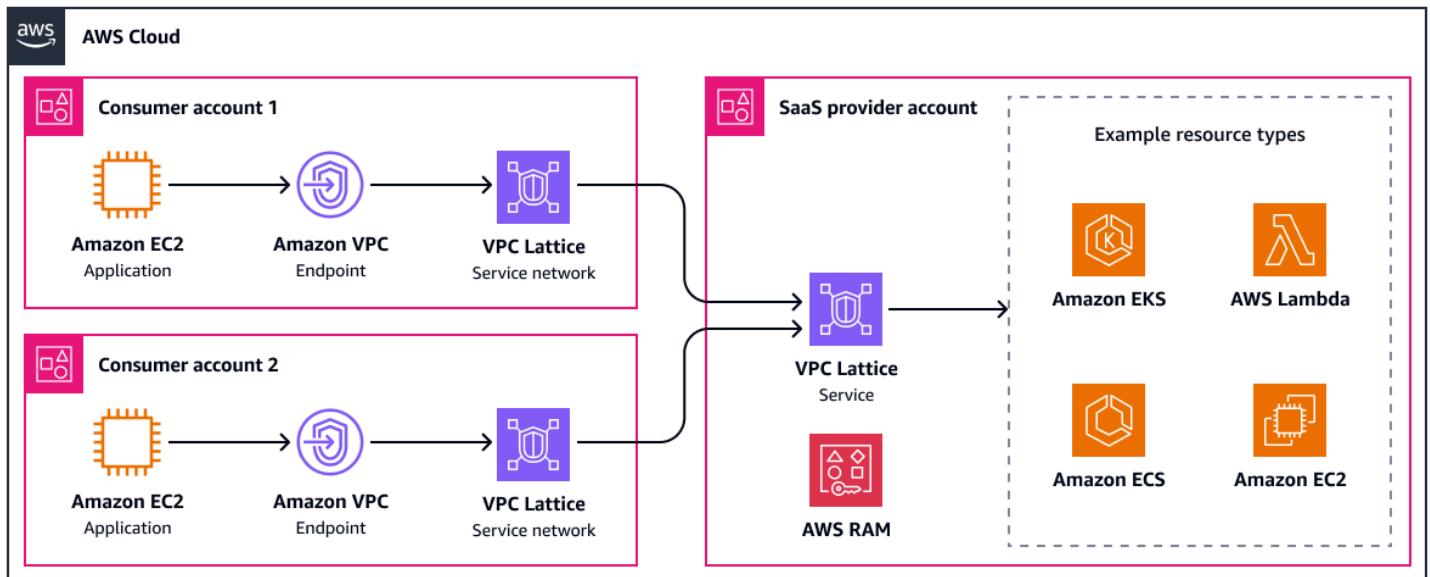 aws
AWS Cloud
Consumer account 1
Amazon EC2
Application
Amazon VPC
Endpoint
VPC Lattice
Service network
Consumer account 2
Amazon EC2
Application
Amazon VPC
Endpoint
VPC Lattice
Service network
SaaS provider account
VPC Lattice
Service
AWS RAM
Example resource types
K
Amazon EKS
AWS Lambda
Amazon ECS
Amazon EC2